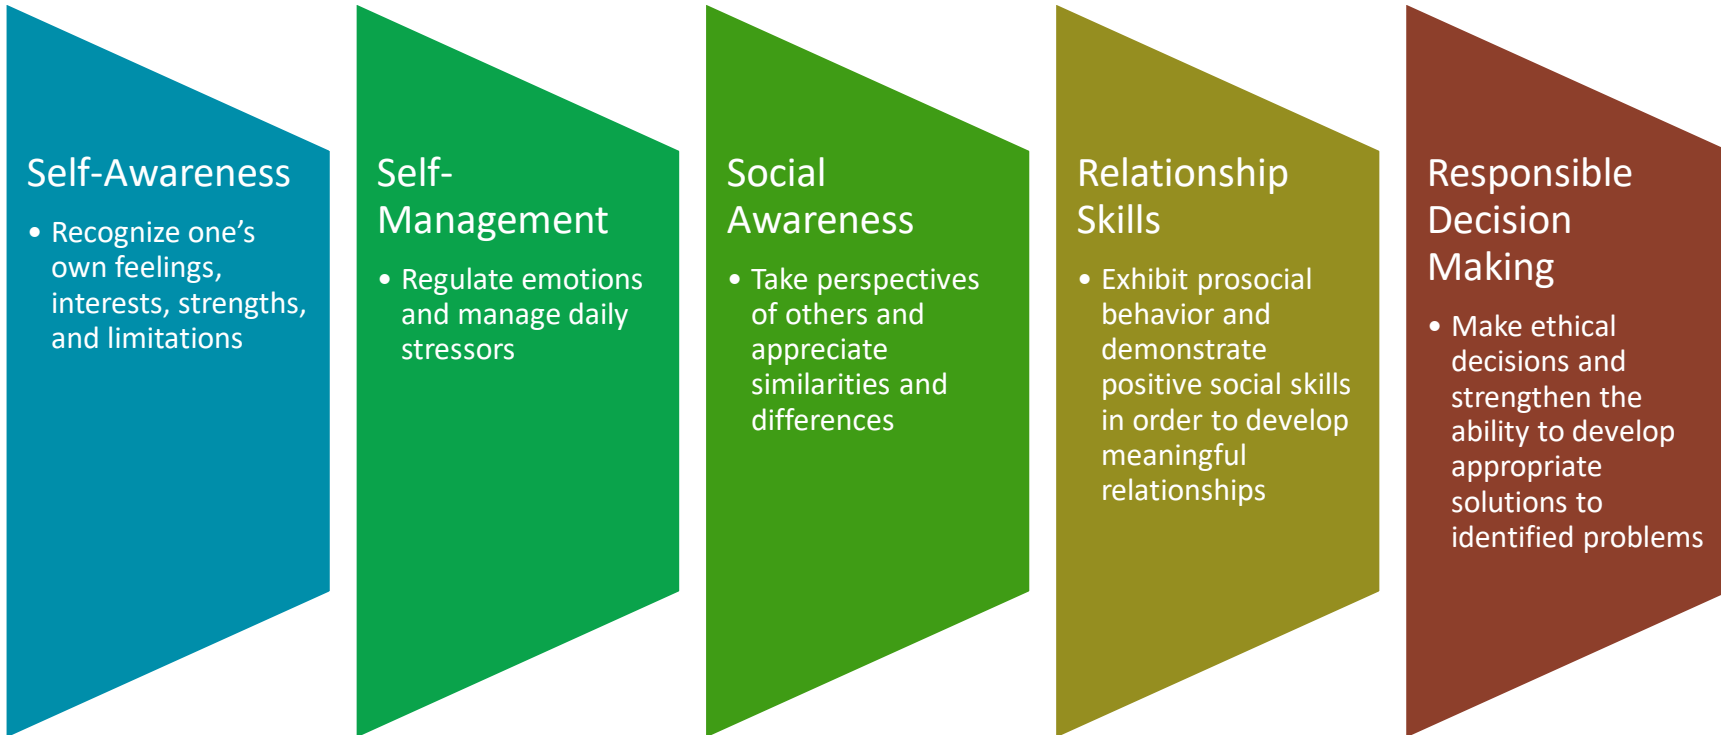 Self-Awareness
• Recognize one’s
own feelings,
interests, strengths,
and limitations
Self-
Management
• Regulate emotions
and manage daily
stressors
Social
Awareness
• Take perspectives
of others and
appreciate
similarities and
differences
Relationship
Skills
• Exhibit prosocial
behavior and
demonstrate
positive social skills
in order to develop
meaningful
relationships
Responsible
Decision
Making
• Make ethical
decisions and
strengthen the
ability to develop
appropriate
solutions to
identified problems